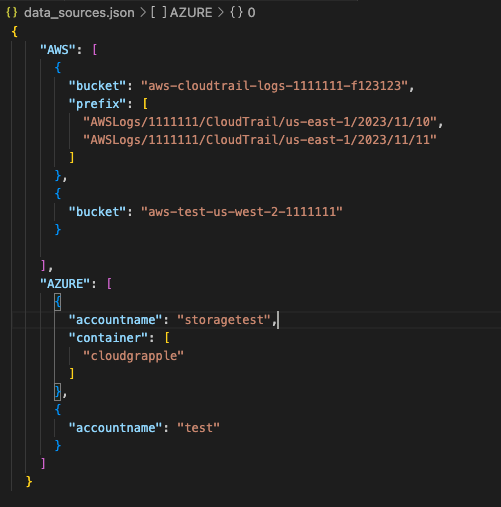 {} data_sources.json > [ ] AZURE > {} 0
{
"AWS": [
{
"bucket": "aws-cloudtrail-logs-1111111-f123123",
"prefix": [
"AWSLogs/1111111/CloudTrail/us-east-1/2023/11/10",
"AWSLogs/1111111/CloudTrail/us-east-1/2023/11/11"
]
},
{
"bucket": "aws-test-us-west-2-1111111"
}
],
"AZURE": [
{
"accountname": "storagetest",
"container": [
"cloudgrapple"
]
},
{
"accountname": "test"
}
]
}